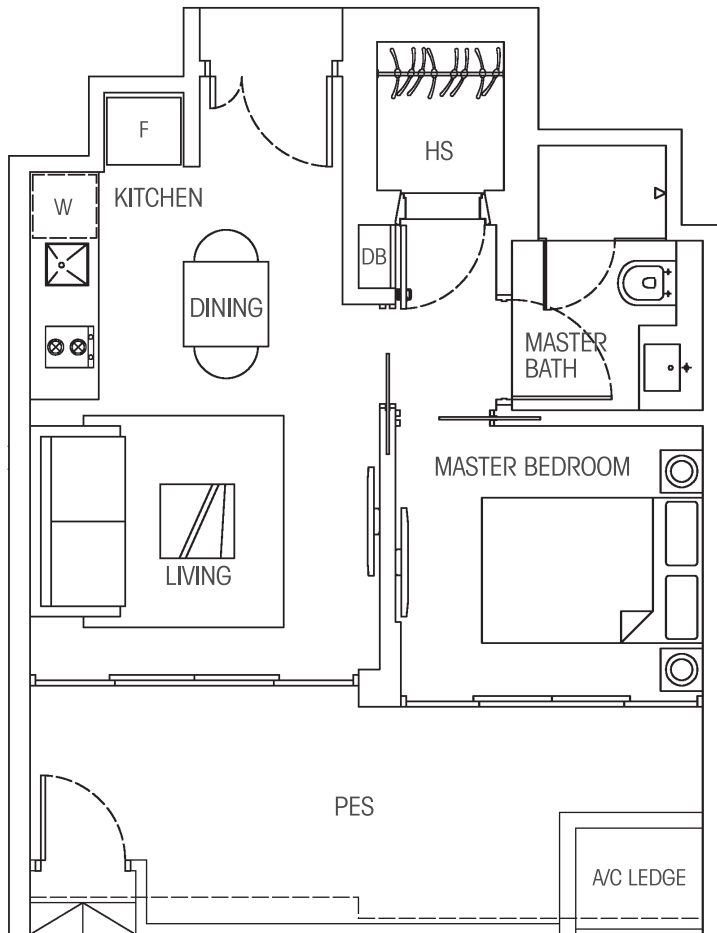 F
HS
W
KITCHEN
DB
DINING
MASTER
BATH
MASTER BEDROOM
LIVING
PES
A/C LEDGE